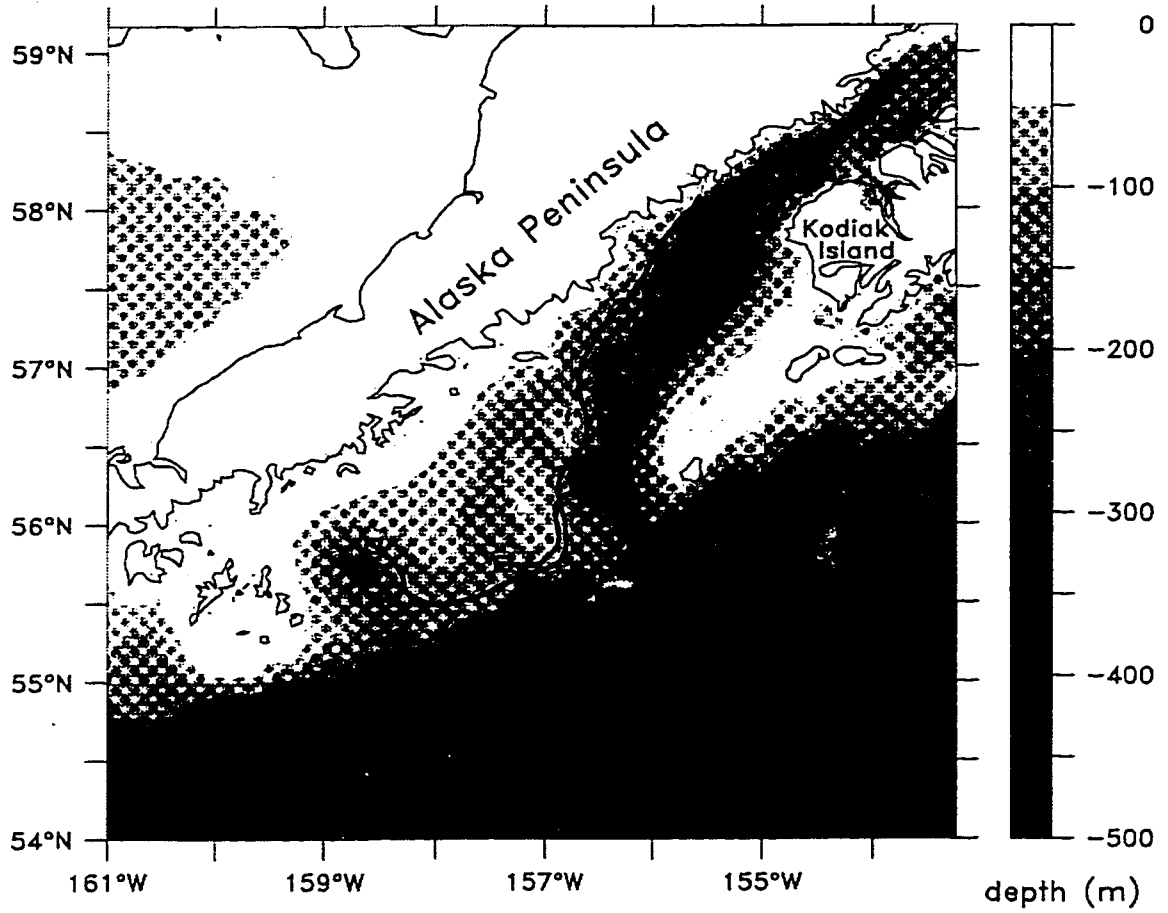 59°N
58°N
57°N
56°N
55°N
54°N
161°W
159°W
157°W
155°W
Alaska Peninsula
Kodiak
Island
0
-100
-200
-300
-400
-500
depth (m)